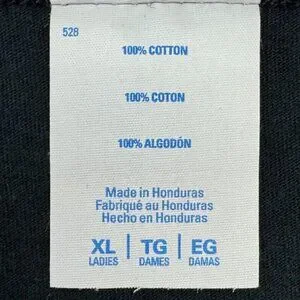 528
100% COTTON
100% COTON
100% ALGODÓN
Made in Honduras
Fabriqué au Honduras
Hecho en Honduras
XL | TG | EG
LADIES | DAMES | DAMAS